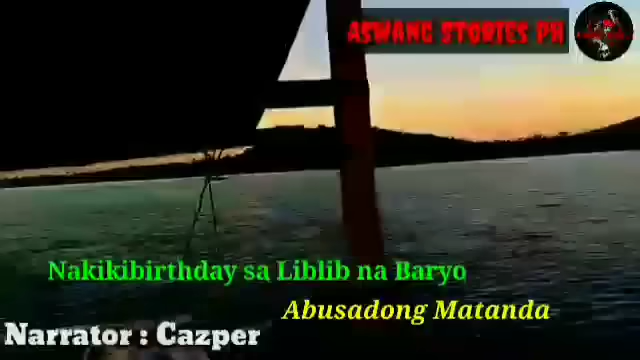 ASWANG STORIES PH
Nakikibirthday sa Liblib na Baryo
Abusadong Matanda
Narrator : Cazper